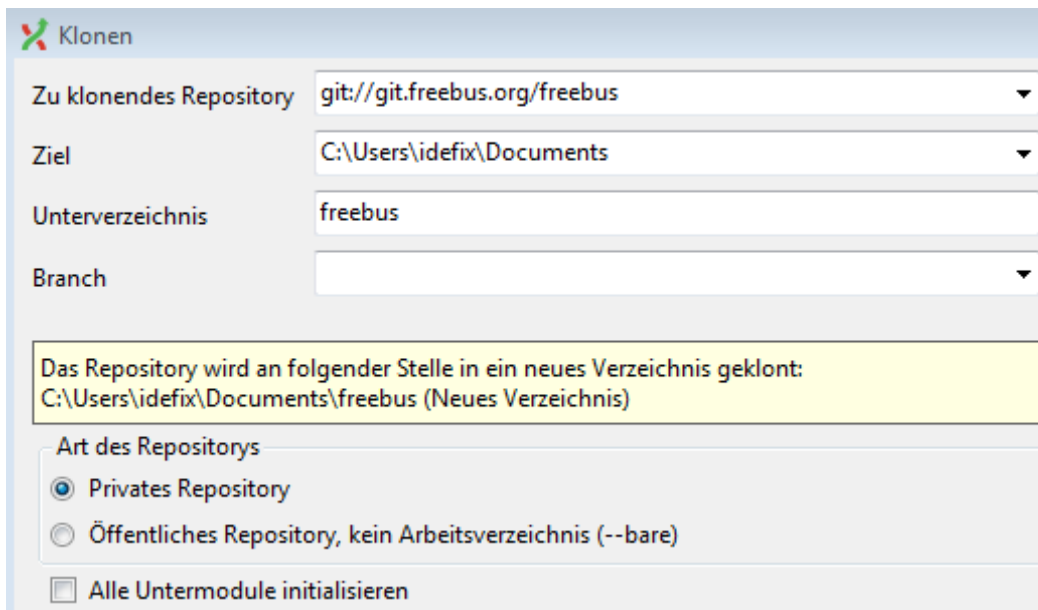 Klonen
Zu klonendes Repository git://git.freebus.org/freebus
Ziel C:\Users\idefix\Documents
Unterverzeichnis freebus
Branch
Das Repository wird an folgender Stelle in ein neues Verzeichnis geklont:
C:\Users\idefix\Documents\freebus (Neues Verzeichnis)
Art des Repositorys
Privates Repository
Öffentliches Repository, kein Arbeitsverzeichnis (--bare)
Alle Untermodule initialisieren